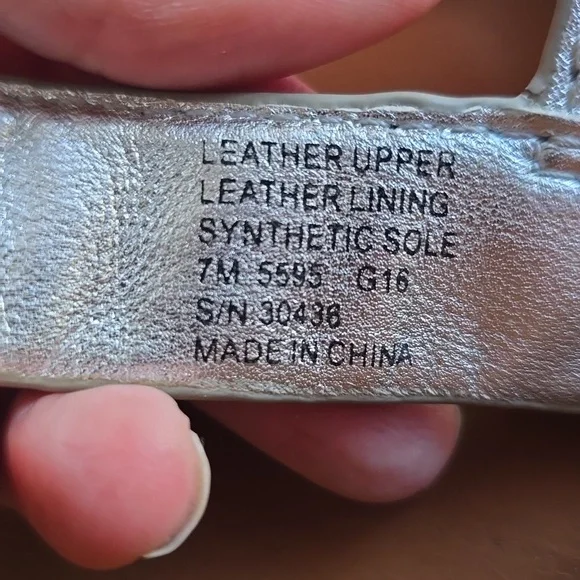 LEATHER UPPER
LEATHER LINING
SYNTHETIC SOLE
7M 5595 G16
S/N 30436
MADE IN CHINA